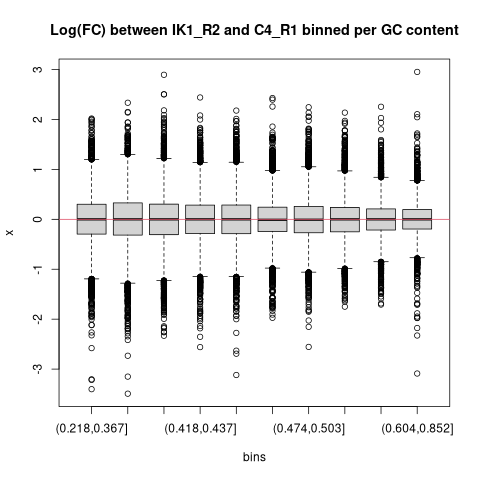 Log(FC) between IK1_R2 and C4_R1 binned per GC content
3
2
1
0
-1
-2
-3
x
(0.218,0.367] (0.418,0.437] (0.474,0.503] (0.604,0.852]
bins